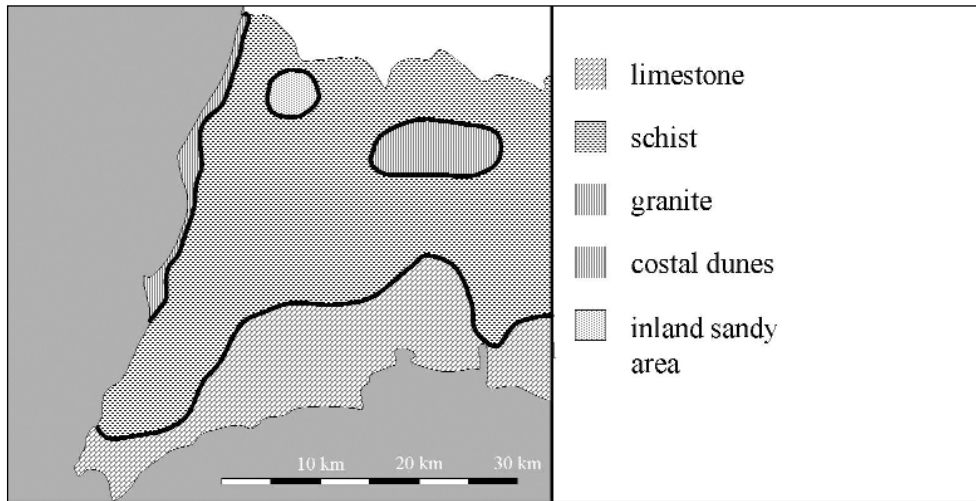 limestone
schist
granite
costal dunes
inland sandy
area
10 km 20 km 30 km